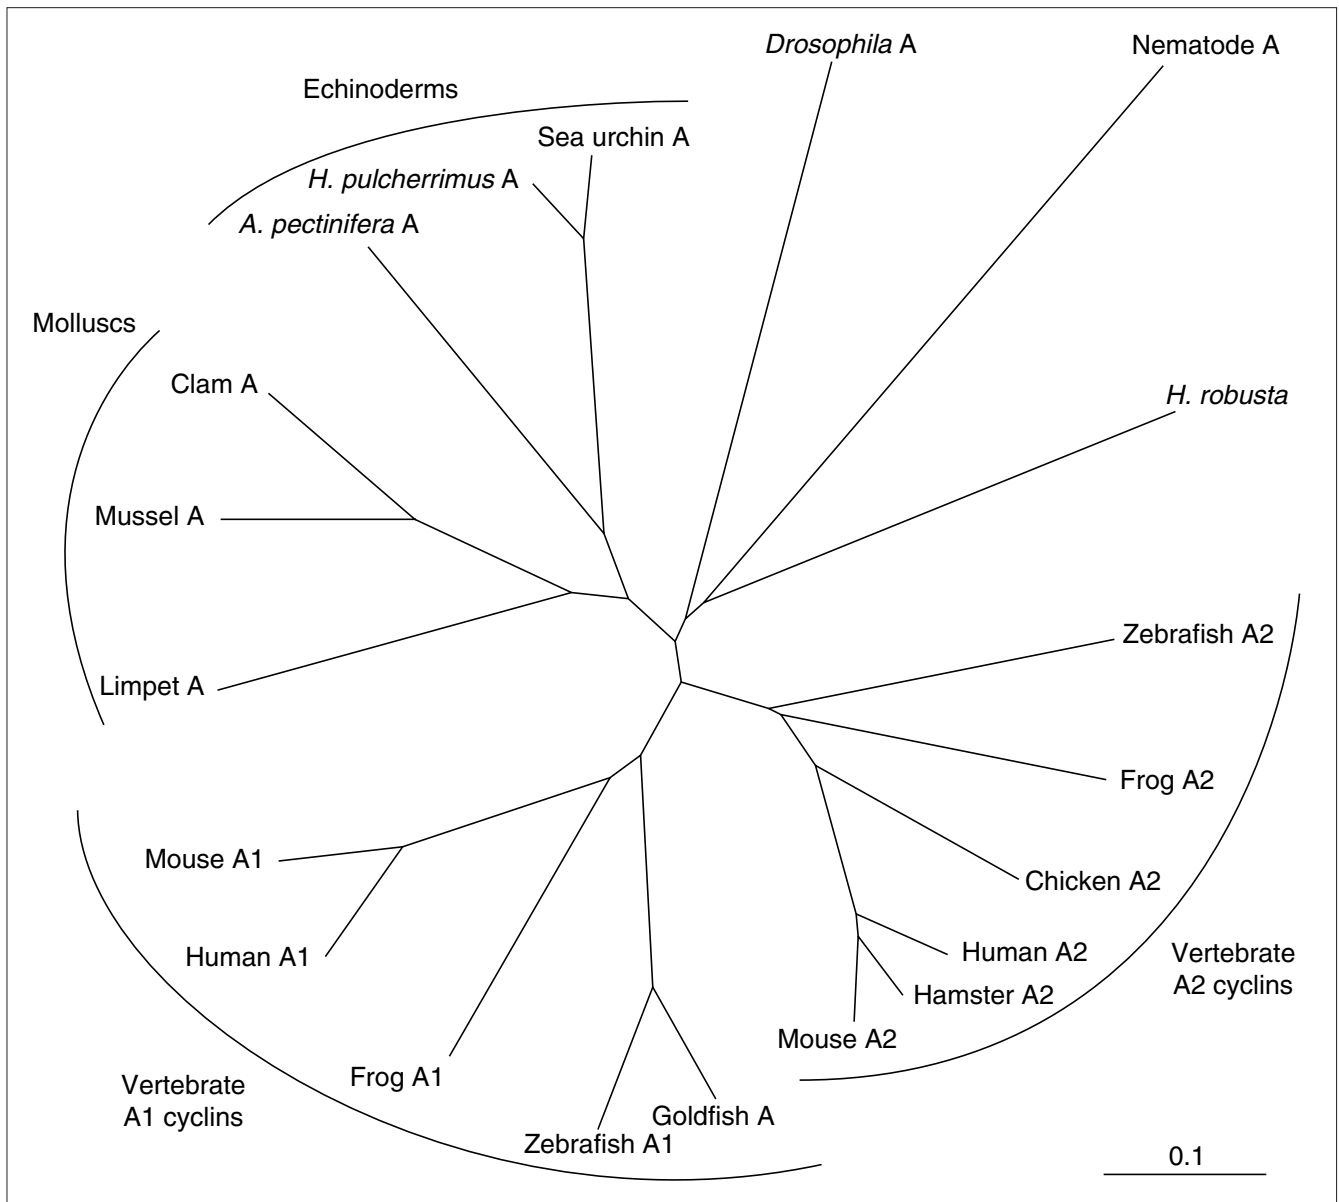 Drosophila A
Nematode A
Echinoderms
Sea urchin A
H. pulcherrimus A
A. pectinifera A
Molluscs
Clam A
H. robusta
Mussel A
Zebrafish A2
Limpet A
Frog A2
Mouse A1
Chicken A2
Human A1
Human A2
Vertebrate
A2 cyclins
Hamster A2
Mouse A2
Frog A1
Vertebrate
A1 cyclins
Goldfish A
Zebrafish A1
0.1